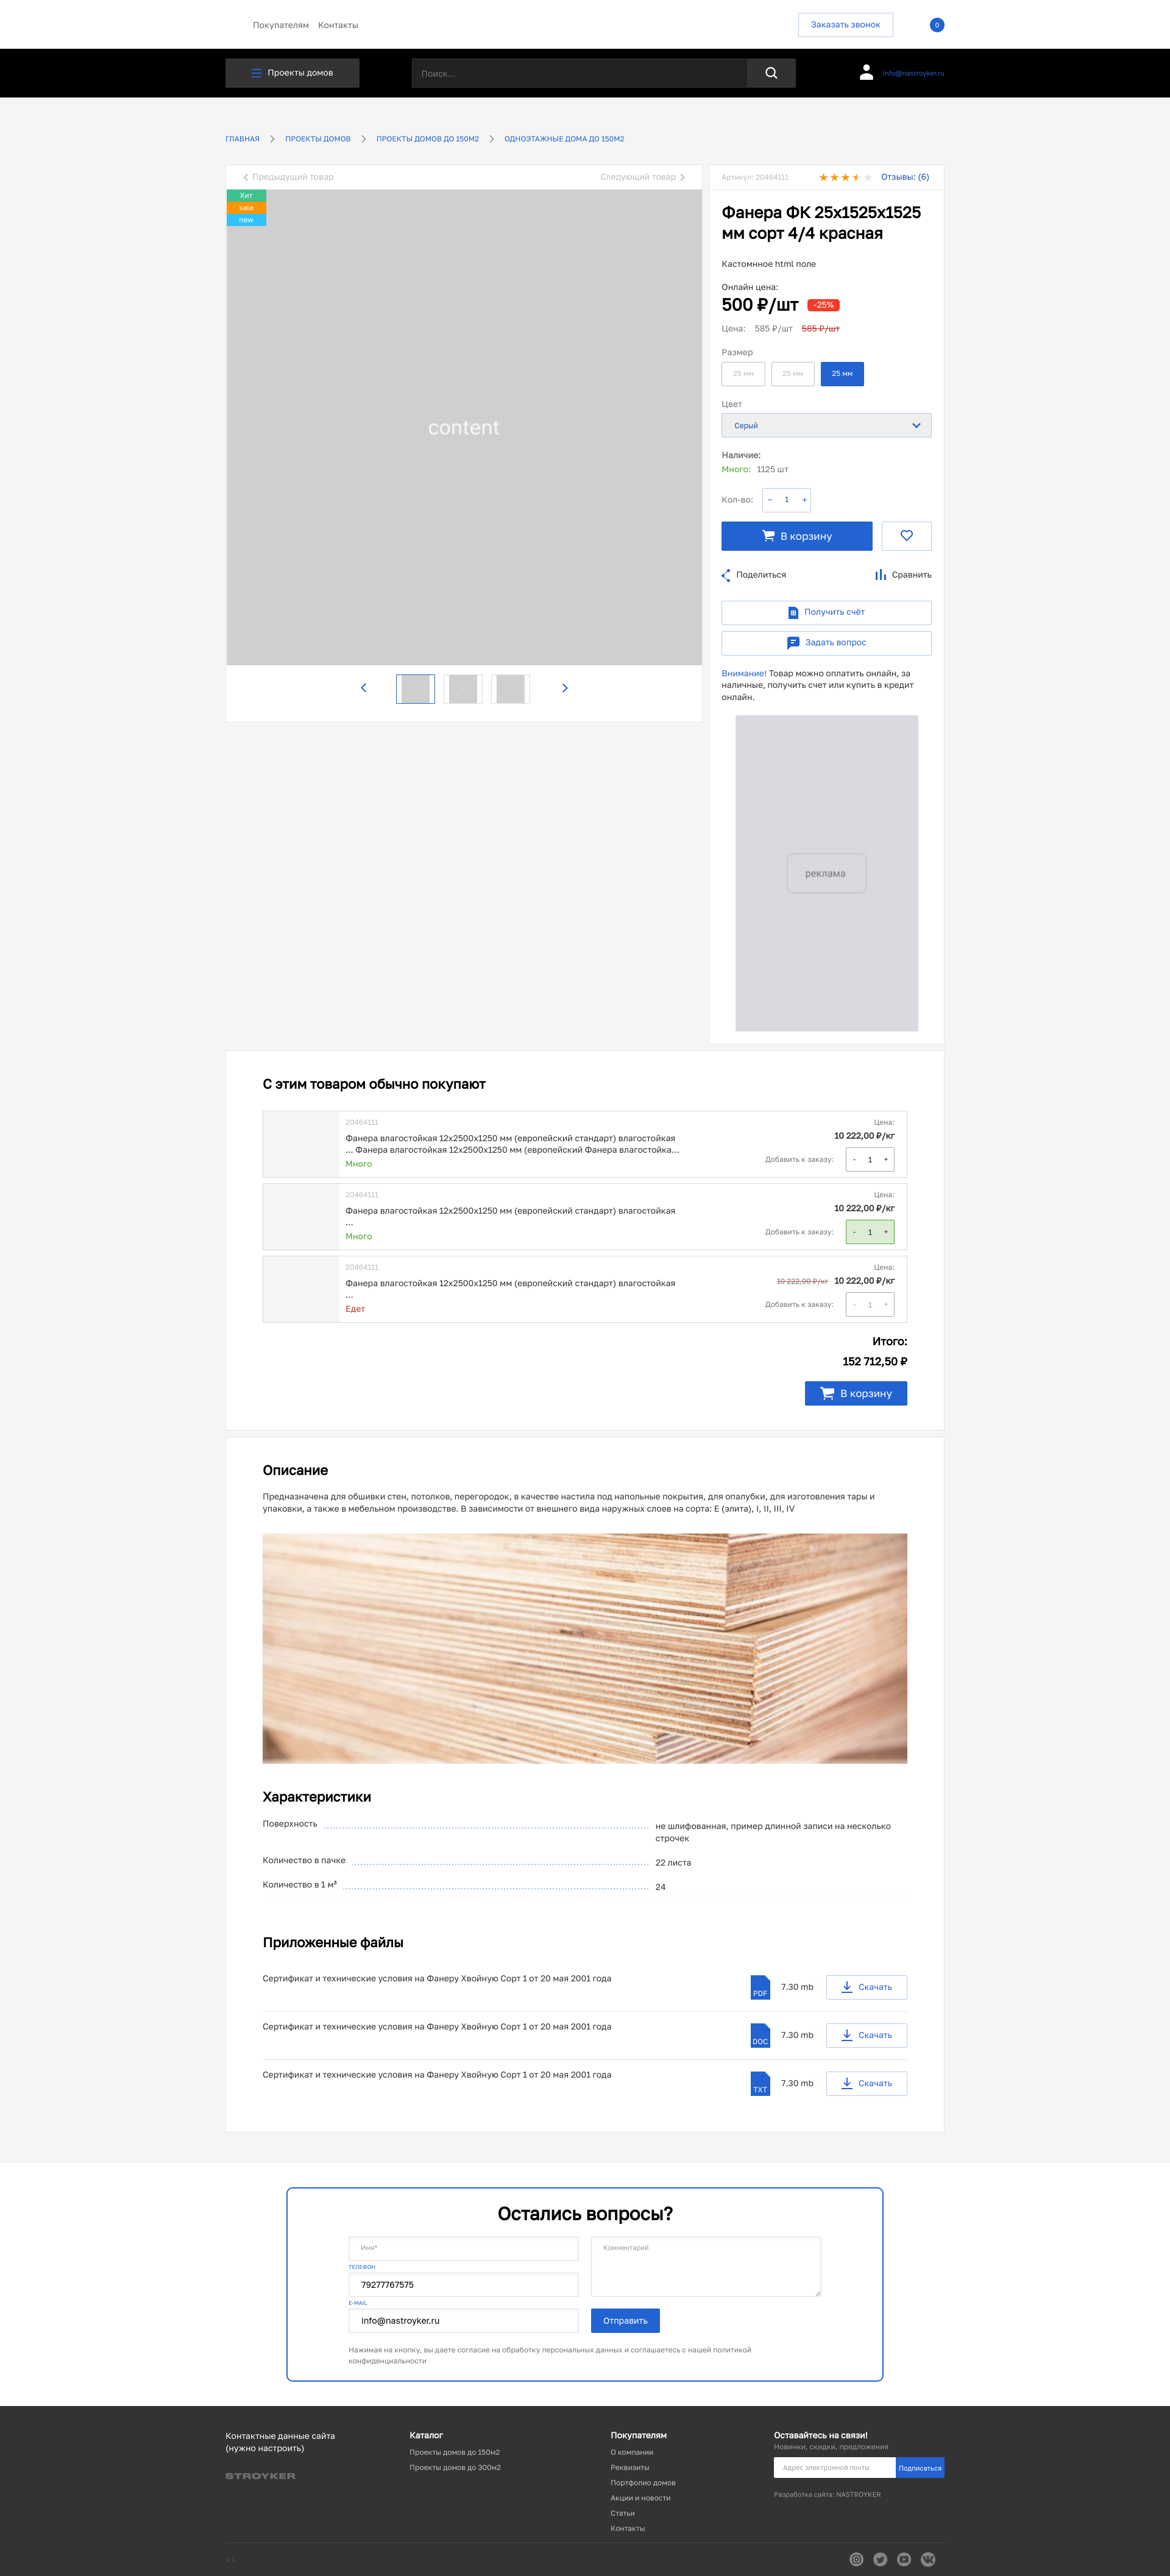 Покупателям Контакты
Заказать звонок
0
Проекты домов
Поиск...
info@nastroyker.ru
ГЛАВНАЯ
ПРОЕКТЫ ДОМОВ
ПРОЕКТЫ ДОМОВ ДО 150М2
ОДНОЭТАЖНЫЕ ДОМА ДО 150М2
Предыдущий товар
Следующий товар
Хит
sale
new
content
Артикул: 20464111
Отзывы: (6)
Фанера ФК 25х1525х1525
мм сорт 4/4 красная
Кастомнное html поле
Онлайн цена:
500 ₽/шт -25%
Цена: 585 ₽/шт 585 ₽/шт
Размер
25 мм 25 мм 25 мм
Цвет
Серый
Наличие:
Много: 1125 шт
Кол-во: − 1 +
В корзину
Поделиться
Сравнить
Получить счёт
Задать вопрос
Внимание! Товар можно оплатить онлайн, за
наличные, получить счет или купить в кредит
онлайн.
реклама
С этим товаром обычно покупают
20464111
Фанера влагостойкая 12х2500х1250 мм (европейский стандарт) влагостойкая
... Фанера влагостойкая 12х2500х1250 мм (европейский Фанера влагостойка...
Много
Цена:
10 222,00 ₽/кг
Добавить к заказу: - 1 +
20464111
Фанера влагостойкая 12х2500х1250 мм (европейский стандарт) влагостойкая
...
Много
Цена:
10 222,00 ₽/кг
Добавить к заказу: - 1 +
20464111
Фанера влагостойкая 12х2500х1250 мм (европейский стандарт) влагостойкая
...
Едет
Цена:
10 222,00 ₽/кг 10 222,00 ₽/кг
Добавить к заказу: - 1 +
Итого:
152 712,50 ₽
В корзину
Описание
Предназначена для обшивки стен, потолков, перегородок, в качестве настила под напольные покрытия, для опалубки, для изготовления тары и
упаковки, а также в мебельном производстве. В зависимости от внешнего вида наружных слоев на сорта: Е (элита), I, II, III, IV
Характеристики
Поверхность
не шлифованная, пример длинной записи на несколько
строчек
Количество в пачке
22 листа
Количество в 1 м³
24
Приложенные файлы
Сертификат и технические условия на Фанеру Хвойную Сорт 1 от 20 мая 2001 года
PDF 7.30 mb Скачать
Сертификат и технические условия на Фанеру Хвойную Сорт 1 от 20 мая 2001 года
DOC 7.30 mb Скачать
Сертификат и технические условия на Фанеру Хвойную Сорт 1 от 20 мая 2001 года
TXT 7.30 mb Скачать
Остались вопросы?
Имя*
ТЕЛЕФОН
79277767575
E-MAIL
info@nastroyker.ru
Комментарий
Отправить
Нажимая на кнопку, вы даете согласие на обработку персональных данных и соглашаетесь с нашей политикой
конфиденциальности
Контактные данные сайта
(нужно настроить)
STROYKER
Каталог
Проекты домов до 150м2
Проекты домов до 300м2
Покупателям
О компании
Реквизиты
Портфолио домов
Акции и новости
Статьи
Контакты
Оставайтесь на связи!
Новинки, скидки, предложения
Адрес электронной почты
Подписаться
Разработка сайта: NASTROYKER